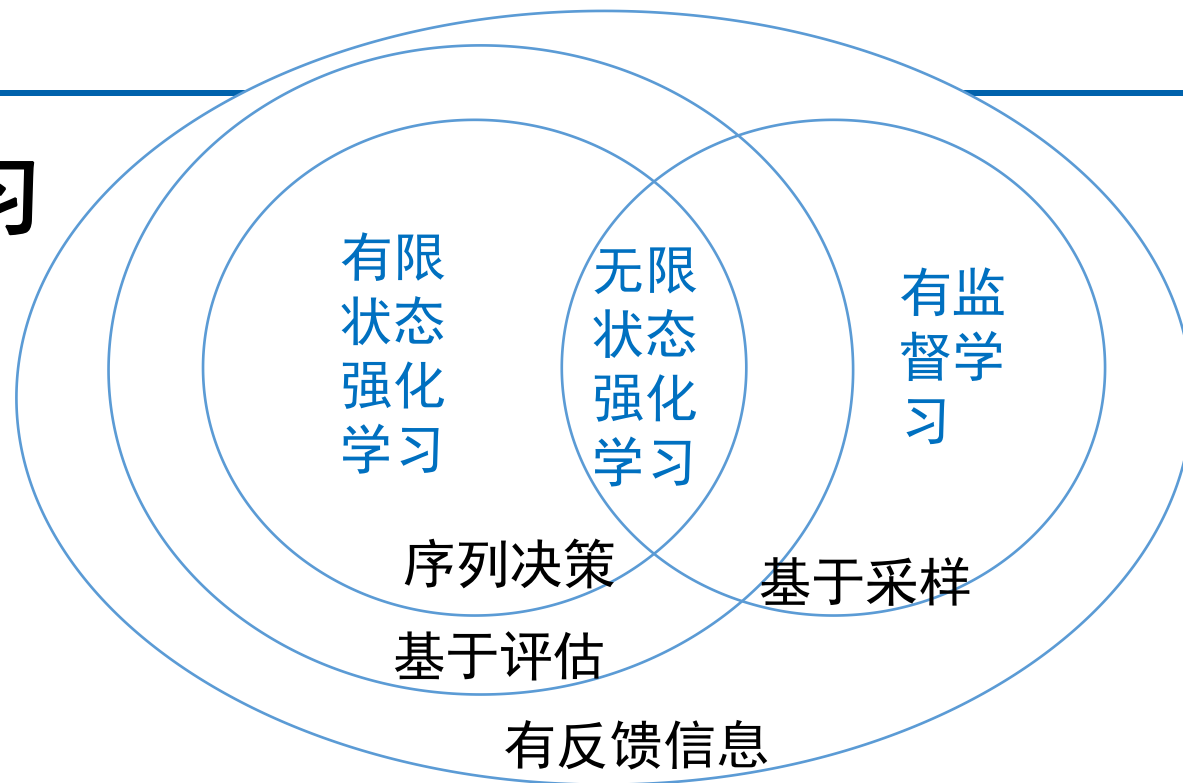 习
有限
状态
强化
学习
无限
状态
强化
学习
有监
督学
习
序列决策
基于采样
基于评估
有反馈信息